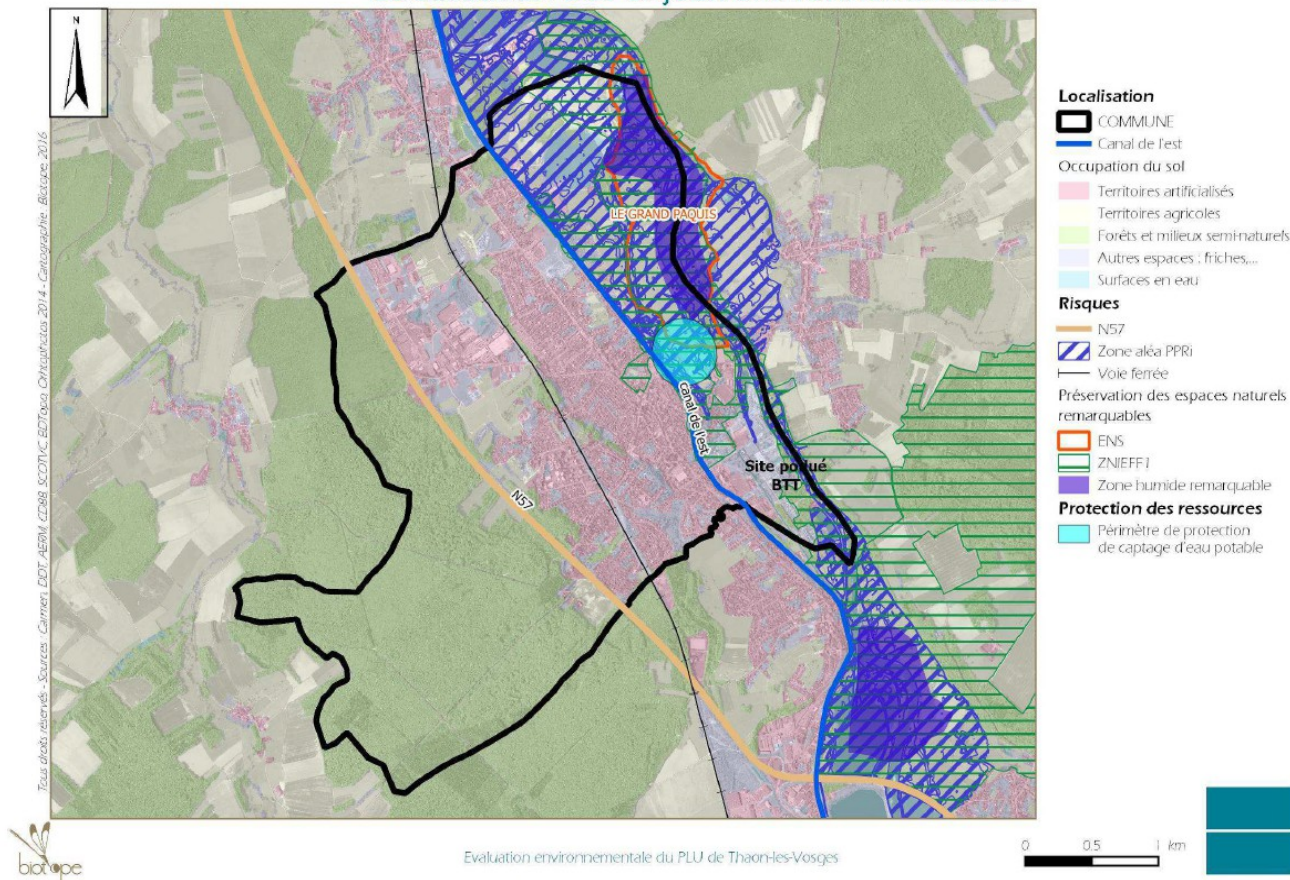 N
Tous droits réservés - Sources : Carmen, DDT, AERM, CD88, SCOTVC, BDTopo, Orthophotos 2014 - Cartographie : Biotope, 2016
LE GRAND PAQUIS
canal de l'est
Site pollué
BTT
N57
Localisation
COMMUNE
Canal de l'est
Occupation du sol
Territoires artificialisés
Territoires agricoles
Forêts et milieux semi-naturels
Autres espaces : friches,...
Surfaces en eau
Risques
N57
Zone aléa PPRi
Voie ferrée
Préservation des espaces naturels
remarquables
ENS
ZNIEFF1
Zone humide remarquable
Protection des ressources
Périmètre de protection
de captage d'eau potable
biotope
Evaluation environnementale du PLU de Thaon-les-Vosges
0 0.5 1 km